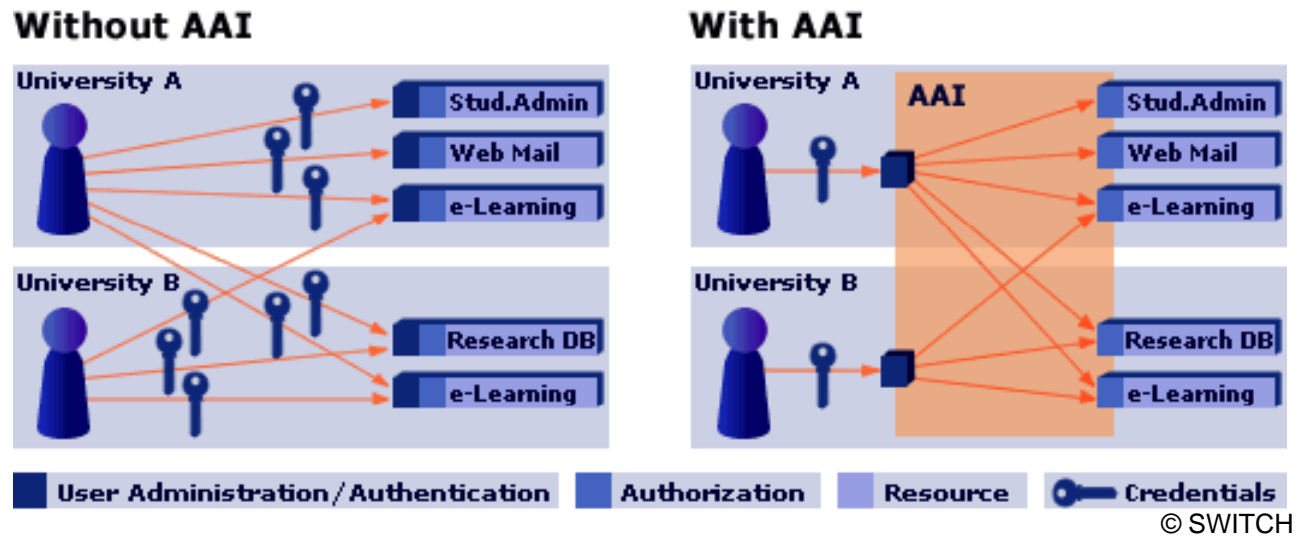 Without AAI
University A
Stud.Admin
Web Mail
e-Learning
University B
Research DB
e-Learning
With AAI
University A
AAI
Stud.Admin
Web Mail
e-Learning
University B
Research DB
e-Learning
User Administration/Authentication
Authorization
Resource
Credentials
© SWITCH